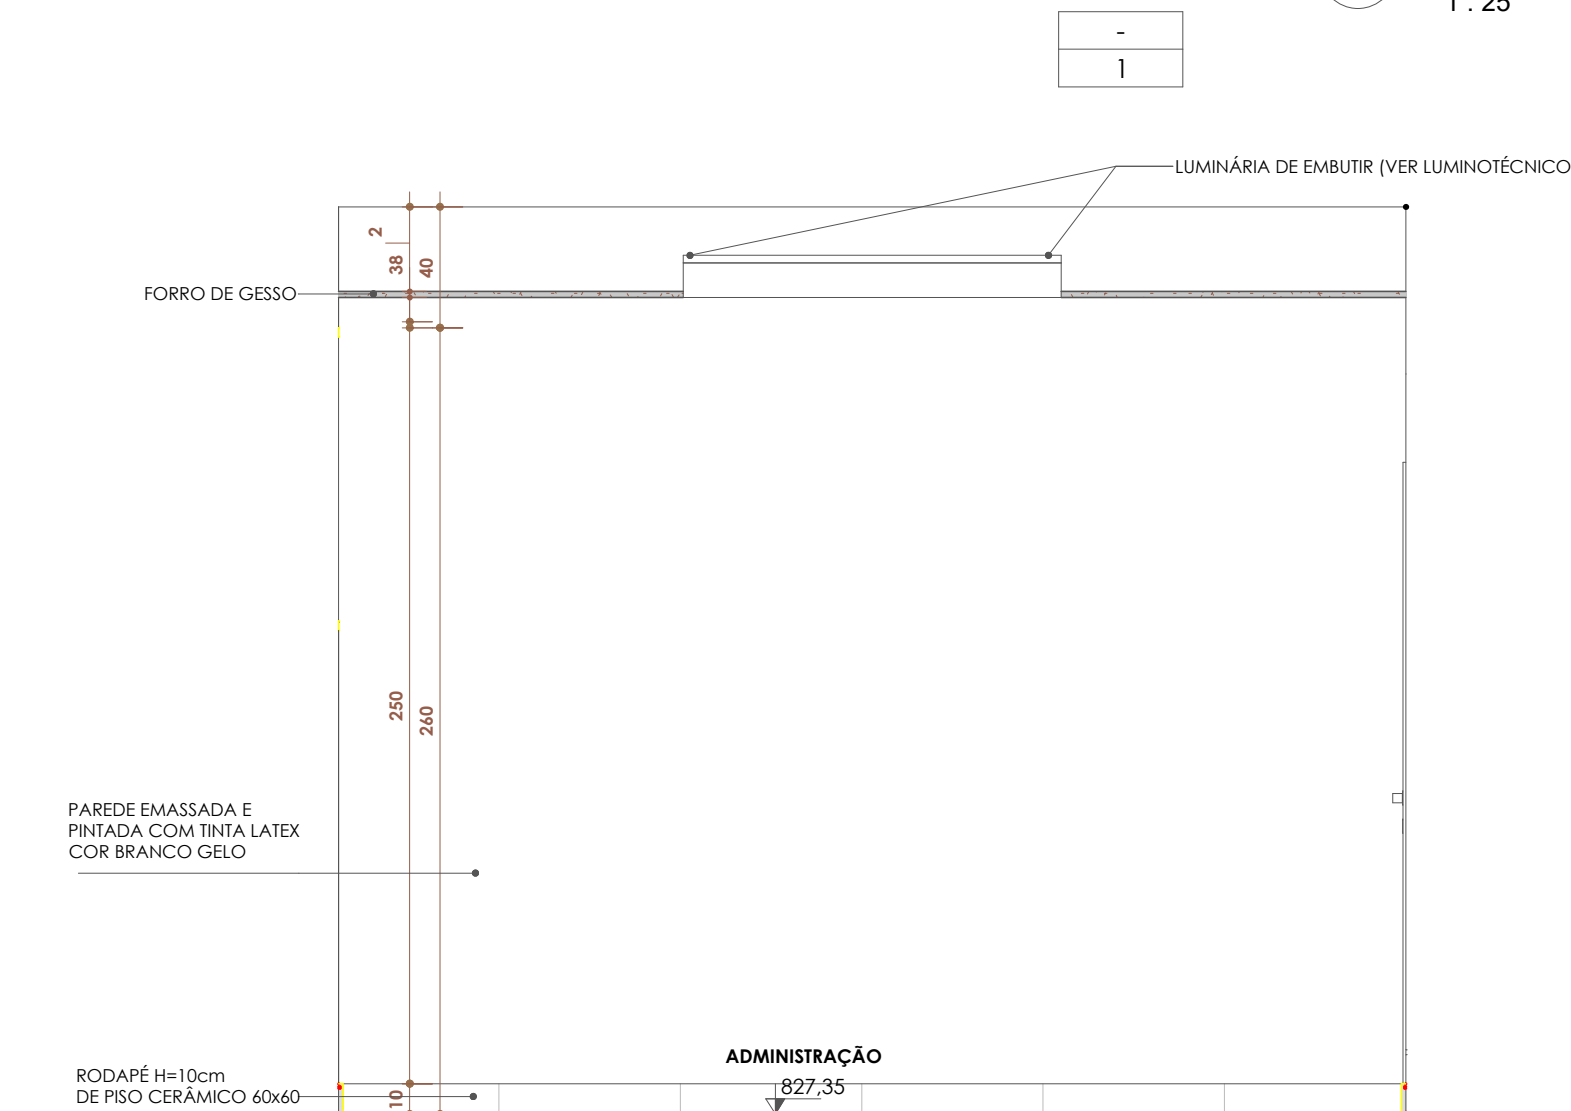 1 : 25
-
1
LUMINÁRIA DE EMBUTIR (VER LUMINOTÉCNICO
2
38
40
FORRO DE GESSO
250
260
PAREDE EMASSADA E
PINTADA COM TINTA LATEX
COR BRANCO GELO
ADMINISTRAÇÃO
827,35
RODAPÉ H=10cm
DE PISO CERÂMICO 60x60
10